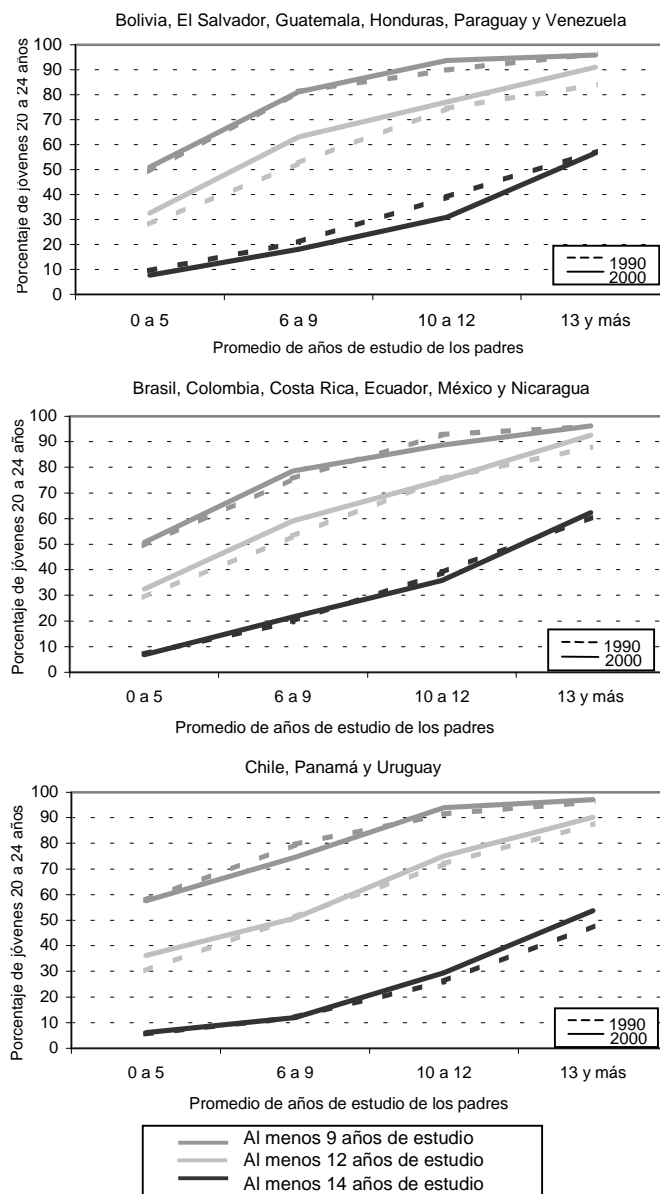 Bolivia, El Salvador, Guatemala, Honduras, Paraguay y Venezuela
Porcentaje de jóvenes 20 a 24 años
100
90
80
70
60
50
40
30
20
10
0
1990
2000
0 a 5
6 a 9
10 a 12
13 y más
Promedio de años de estudio de los padres
Brasil, Colombia, Costa Rica, Ecuador, México y Nicaragua
Porcentaje de jóvenes 20 a 24 años
100
90
80
70
60
50
40
30
20
10
0
1990
2000
0 a 5
6 a 9
10 a 12
13 y más
Promedio de años de estudio de los padres
Chile, Panamá y Uruguay
Porcentaje de jóvenes 20 a 24 años
100
90
80
70
60
50
40
30
20
10
0
1990
2000
0 a 5
6 a 9
10 a 12
13 y más
Promedio de años de estudio de los padres
Al menos 9 años de estudio
Al menos 12 años de estudio
Al menos 14 años de estudio